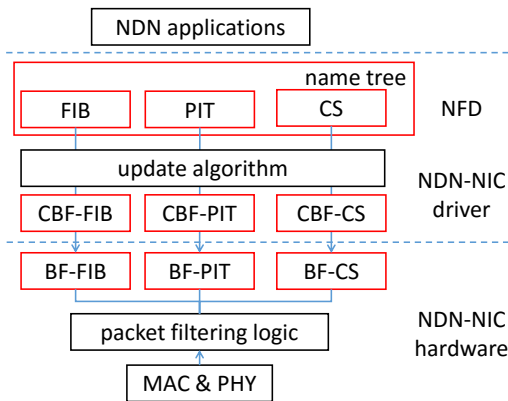 NDN applications
name tree
FIB PIT CS NFD
update algorithm
NDN-NIC
driver
CBF-FIB CBF-PIT CBF-CS
BF-FIB BF-PIT BF-CS
packet filtering logic
NDN-NIC
hardware
MAC & PHY